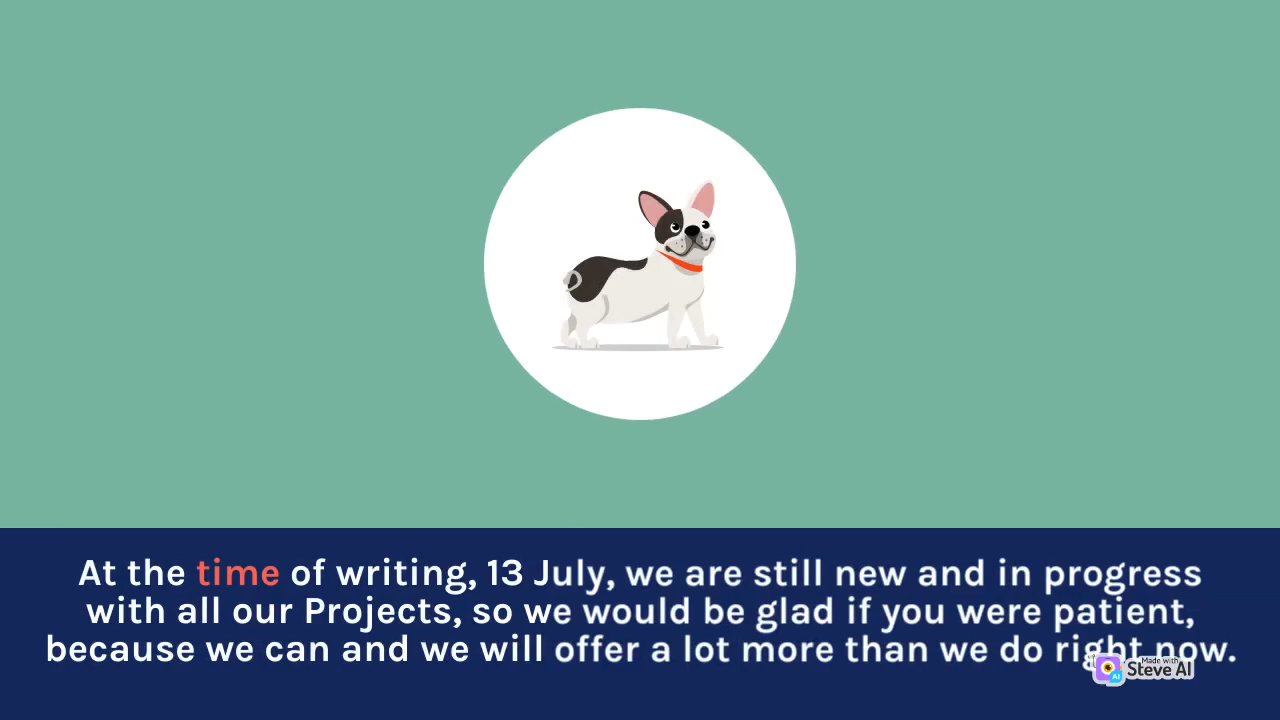 At the time of writing, 13 July, we are still new and in progress
with all our Projects, so we would be glad if you were patient,
because we can and we will offer a lot more than we do right now.
Made with
Steve AI
AI